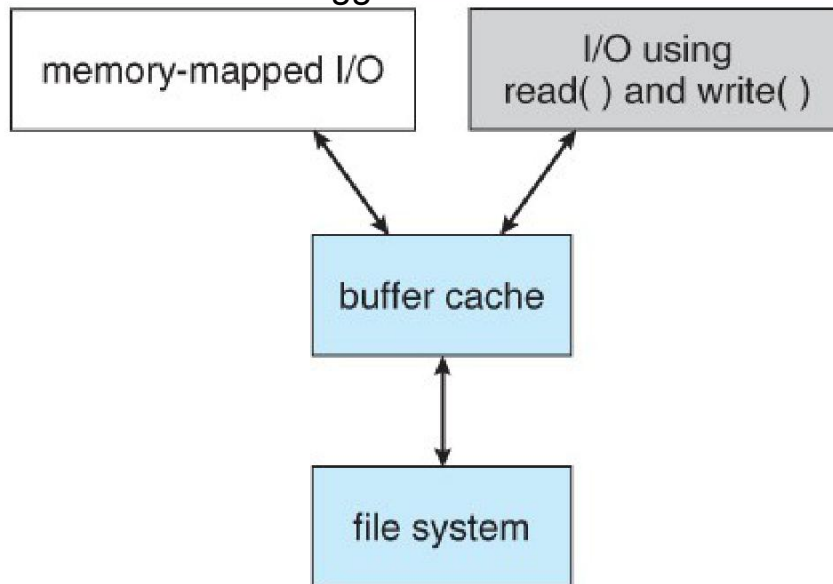 memory-mapped I/O
I/O using
read( ) and write( )
buffer cache
file system